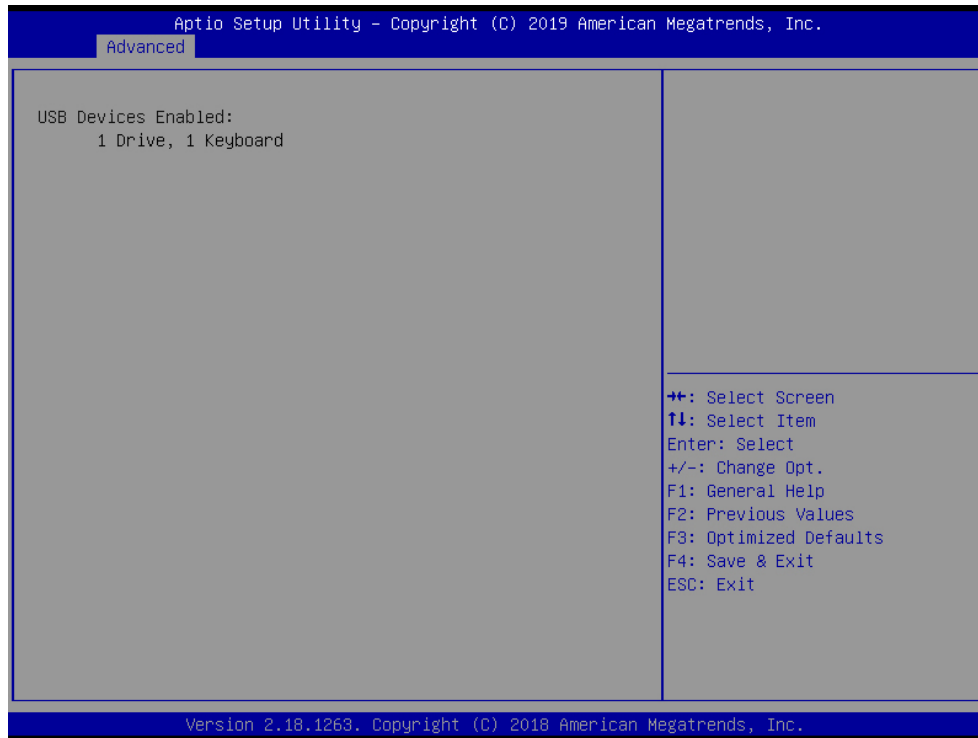 Aptio Setup Utility – Copyright (C) 2019 American Megatrends, Inc.
Advanced
USB Devices Enabled:
1 Drive, 1 Keyboard
→←: Select Screen
↑↓: Select Item
Enter: Select
+/-: Change Opt.
F1: General Help
F2: Previous Values
F3: Optimized Defaults
F4: Save & Exit
ESC: Exit
Version 2.18.1263. Copyright (C) 2018 American Megatrends, Inc.